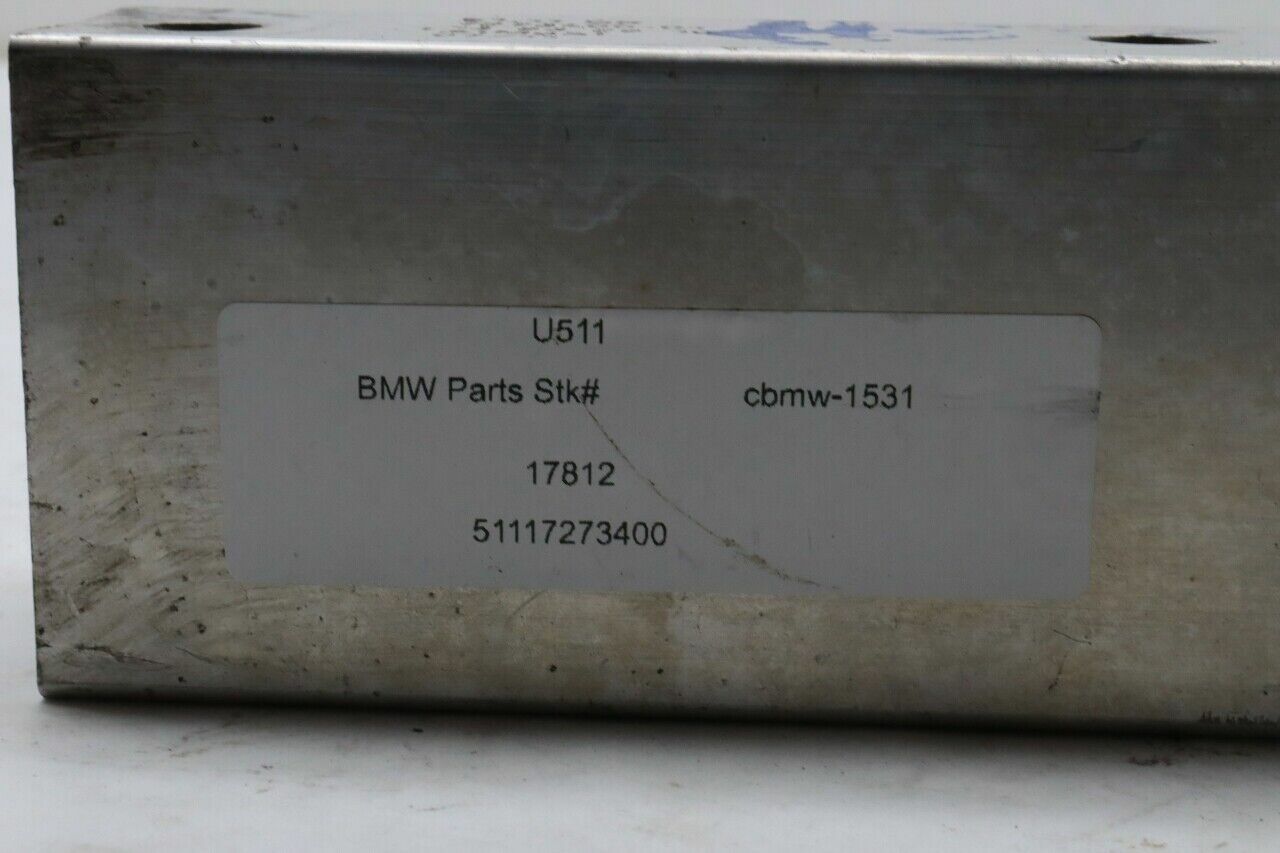 U511
BMW Parts Stk# cbmw-1531
17812
51117273400